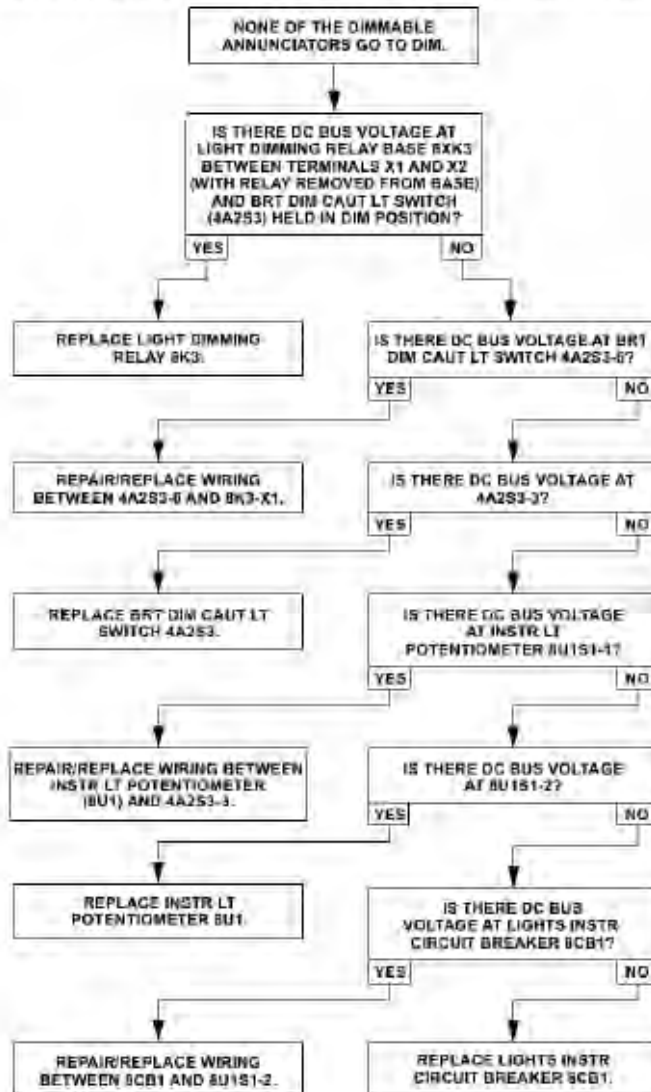 NONE OF THE DIMMABLE
ANNUNCIATORS GO TO DIM.
IS THERE DC BUS VOLTAGE AT
LIGHT DIMMING RELAY BASE 8XK3
BETWEEN TERMINALS X1 AND X2
(WITH RELAY REMOVED FROM BASE)
AND BRT DIM CAUT LT SWITCH
(4A2S3) HELD IN DIM POSITION?
YES
NO
REPLACE LIGHT DIMMING
RELAY 8K3.
IS THERE DC BUS VOLTAGE AT BRT
DIM CAUT LT SWITCH 4A2S3-6?
YES
NO
REPAIR/REPLACE WIRING
BETWEEN 4A2S3-6 AND 8K3-X1.
IS THERE DC BUS VOLTAGE AT
4A2S3-3?
YES
NO
REPLACE BRT DIM CAUT LT
SWITCH 4A2S3.
IS THERE DC BUS VOLTAGE
AT INSTR LT
POTENTIOMETER 8U1S1-1?
YES
NO
REPAIR/REPLACE WIRING BETWEEN
INSTR LT POTENTIOMETER
(8U1) AND 4A2S3-3.
IS THERE DC BUS VOLTAGE
AT 8U1S1-2?
YES
NO
REPLACE INSTR LT
POTENTIOMETER 8U1.
IS THERE DC BUS
VOLTAGE AT LIGHTS INSTR
CIRCUIT BREAKER 8CB1?
YES
NO
REPAIR/REPLACE WIRING
BETWEEN 8CB1 AND 8U1S1-2.
REPLACE LIGHTS INSTR
CIRCUIT BREAKER 8CB1.